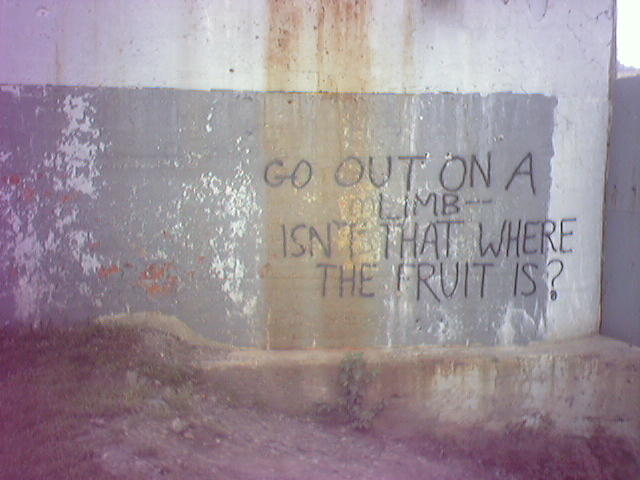 GO OUT ON A
LIMB--
ISN'T THAT WHERE
THE FRUIT IS?